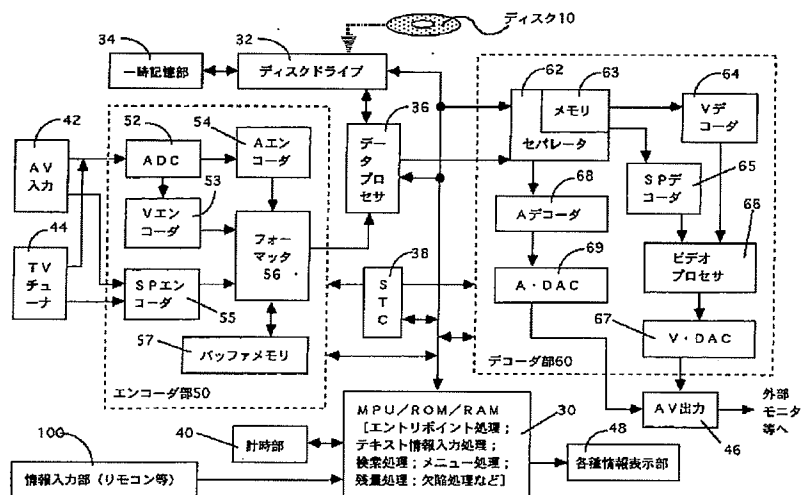 ディスク10
34
32
一時記憶部
ディスクドライブ
62
63
64
42
52
54
36
メモリ
セパレータ
Vデ
コーダ
AV
入力
ADC
Aエン
コーダ
データ
プロセ
サ
65
53
68
SPデ
コーダ
44
Vエン
コーダ
Aデコーダ
フォー
マッタ
56
38
69
66
TV
チュー
ナ
SPエン
コーダ
STC
A・DAC
ビデオ
プロセサ
55
67
57
バッファメモリ
V・DAC
エンコーダ部50
デコーダ部60
MPU/ROM/RAM
[エントリポイント処理;
テキスト情報入力処理;
検索処理;メニュー処理;
残量処理;欠陥処理など]
30
AV出力
外部
モニタ
等へ
40
計時部
48
46
100
情報入力部(リモコン等)
各種情報表示部